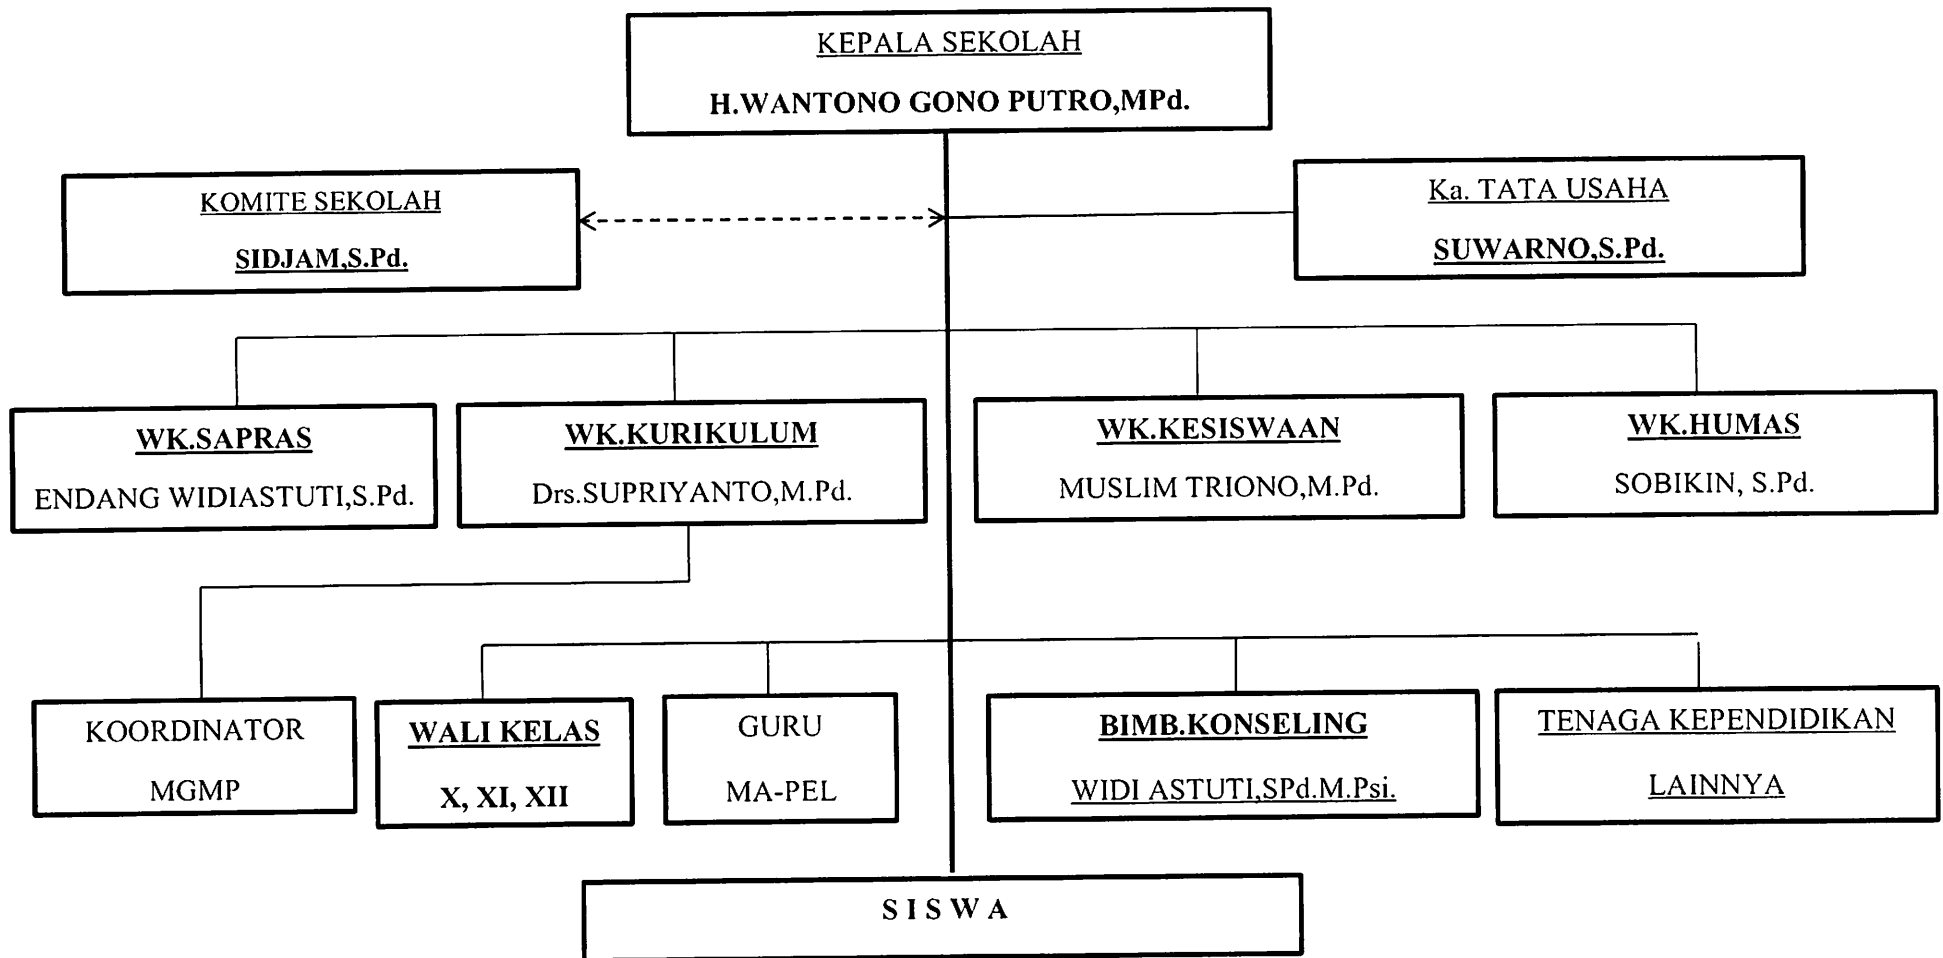 KEPALA SEKOLAH
H.WANTONO GONO PUTRO,MPd.
KOMITE SEKOLAH
SIDJAM,S.Pd.
Ka. TATA USAHA
SUWARNO,S.Pd.
WK.SAPRAS
ENDANG WIDIASTUTI,S.Pd.
WK.KURIKULUM
Drs.SUPRIYANTO,M.Pd.
WK.KESISWAAN
MUSLIM TRIONO,M.Pd.
WK.HUMAS
SOBIKIN, S.Pd.
KOORDINATOR
MGMP
WALI KELAS
X, XI, XII
GURU
MA-PEL
BIMB.KONSELING
WIDI ASTUTI,SPd.M.Psi.
TENAGA KEPENDIDIKAN
LAINNYA
S I S W A